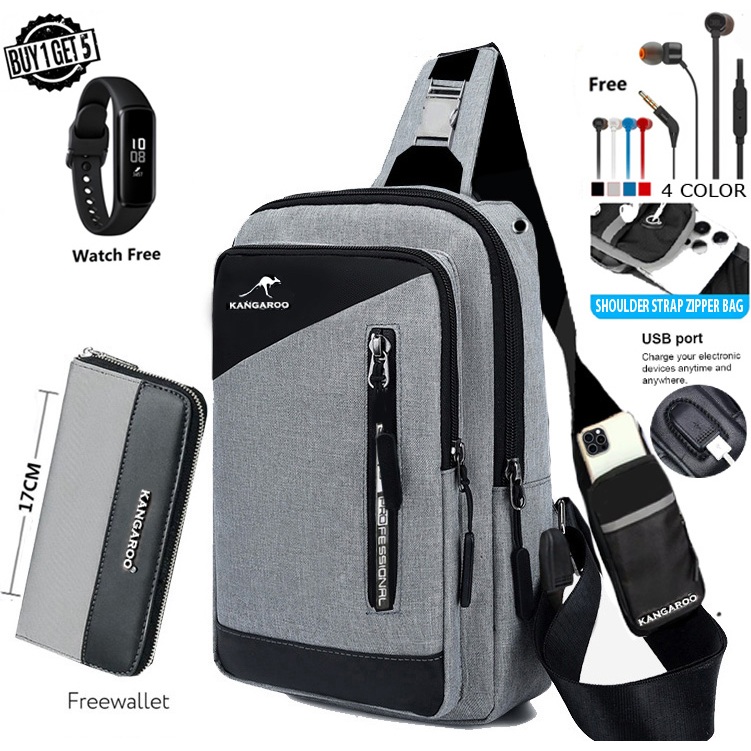 BUY 1 GET 5
10
08
Watch Free
Free
4 COLOR
SHOULDER STRAP ZIPPER BAG
USB port
Charge your electronic
devices anytime and
anywhere.
KANGAROO
PROFESSIONAL
17CM
KANGAROO
Freewallet
KANGAROO